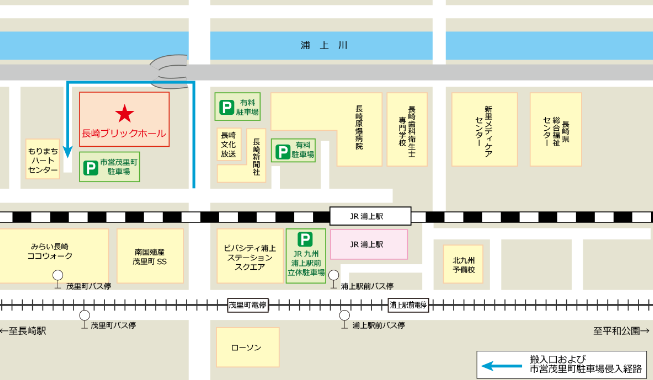 浦上川
P
有料
駐車場
長崎ブリックホール
長崎
文化
放送
長崎新聞社
P
有料
駐車場
長崎原爆病院
長崎歯科衛生士
専門学校
新里メディケア
センター
長崎県
総合福祉
センター
もりまち
ハート
センター
P
市営茂里町
駐車場
JR 浦上駅
みらい長崎
ココウォーク
南国殖産
茂里町 SS
ビバシティ浦上
ステーション
スクエア
P
JR 九州
浦上駅前
立体駐車場
JR 浦上駅
北九州
予備校
茂里町バス停
浦上駅前バス停
茂里町電停
浦上駅前電停
←至長崎駅
茂里町バス停
浦上駅前バス停
至平和公園→
ローソン
搬入口および
市営茂里町駐車場侵入経路